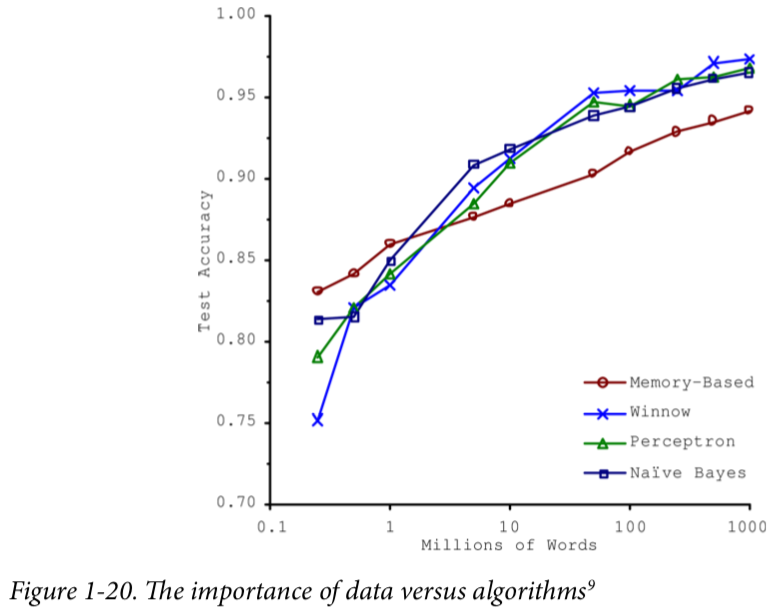 1.00
0.95
0.90
0.85
0.80
0.75
0.70
Test Accuracy
Memory-Based
Winnow
Perceptron
Naïve Bayes
0.1 1 10 100 1000
Millions of Words
Figure 1-20. The importance of data versus algorithms⁹